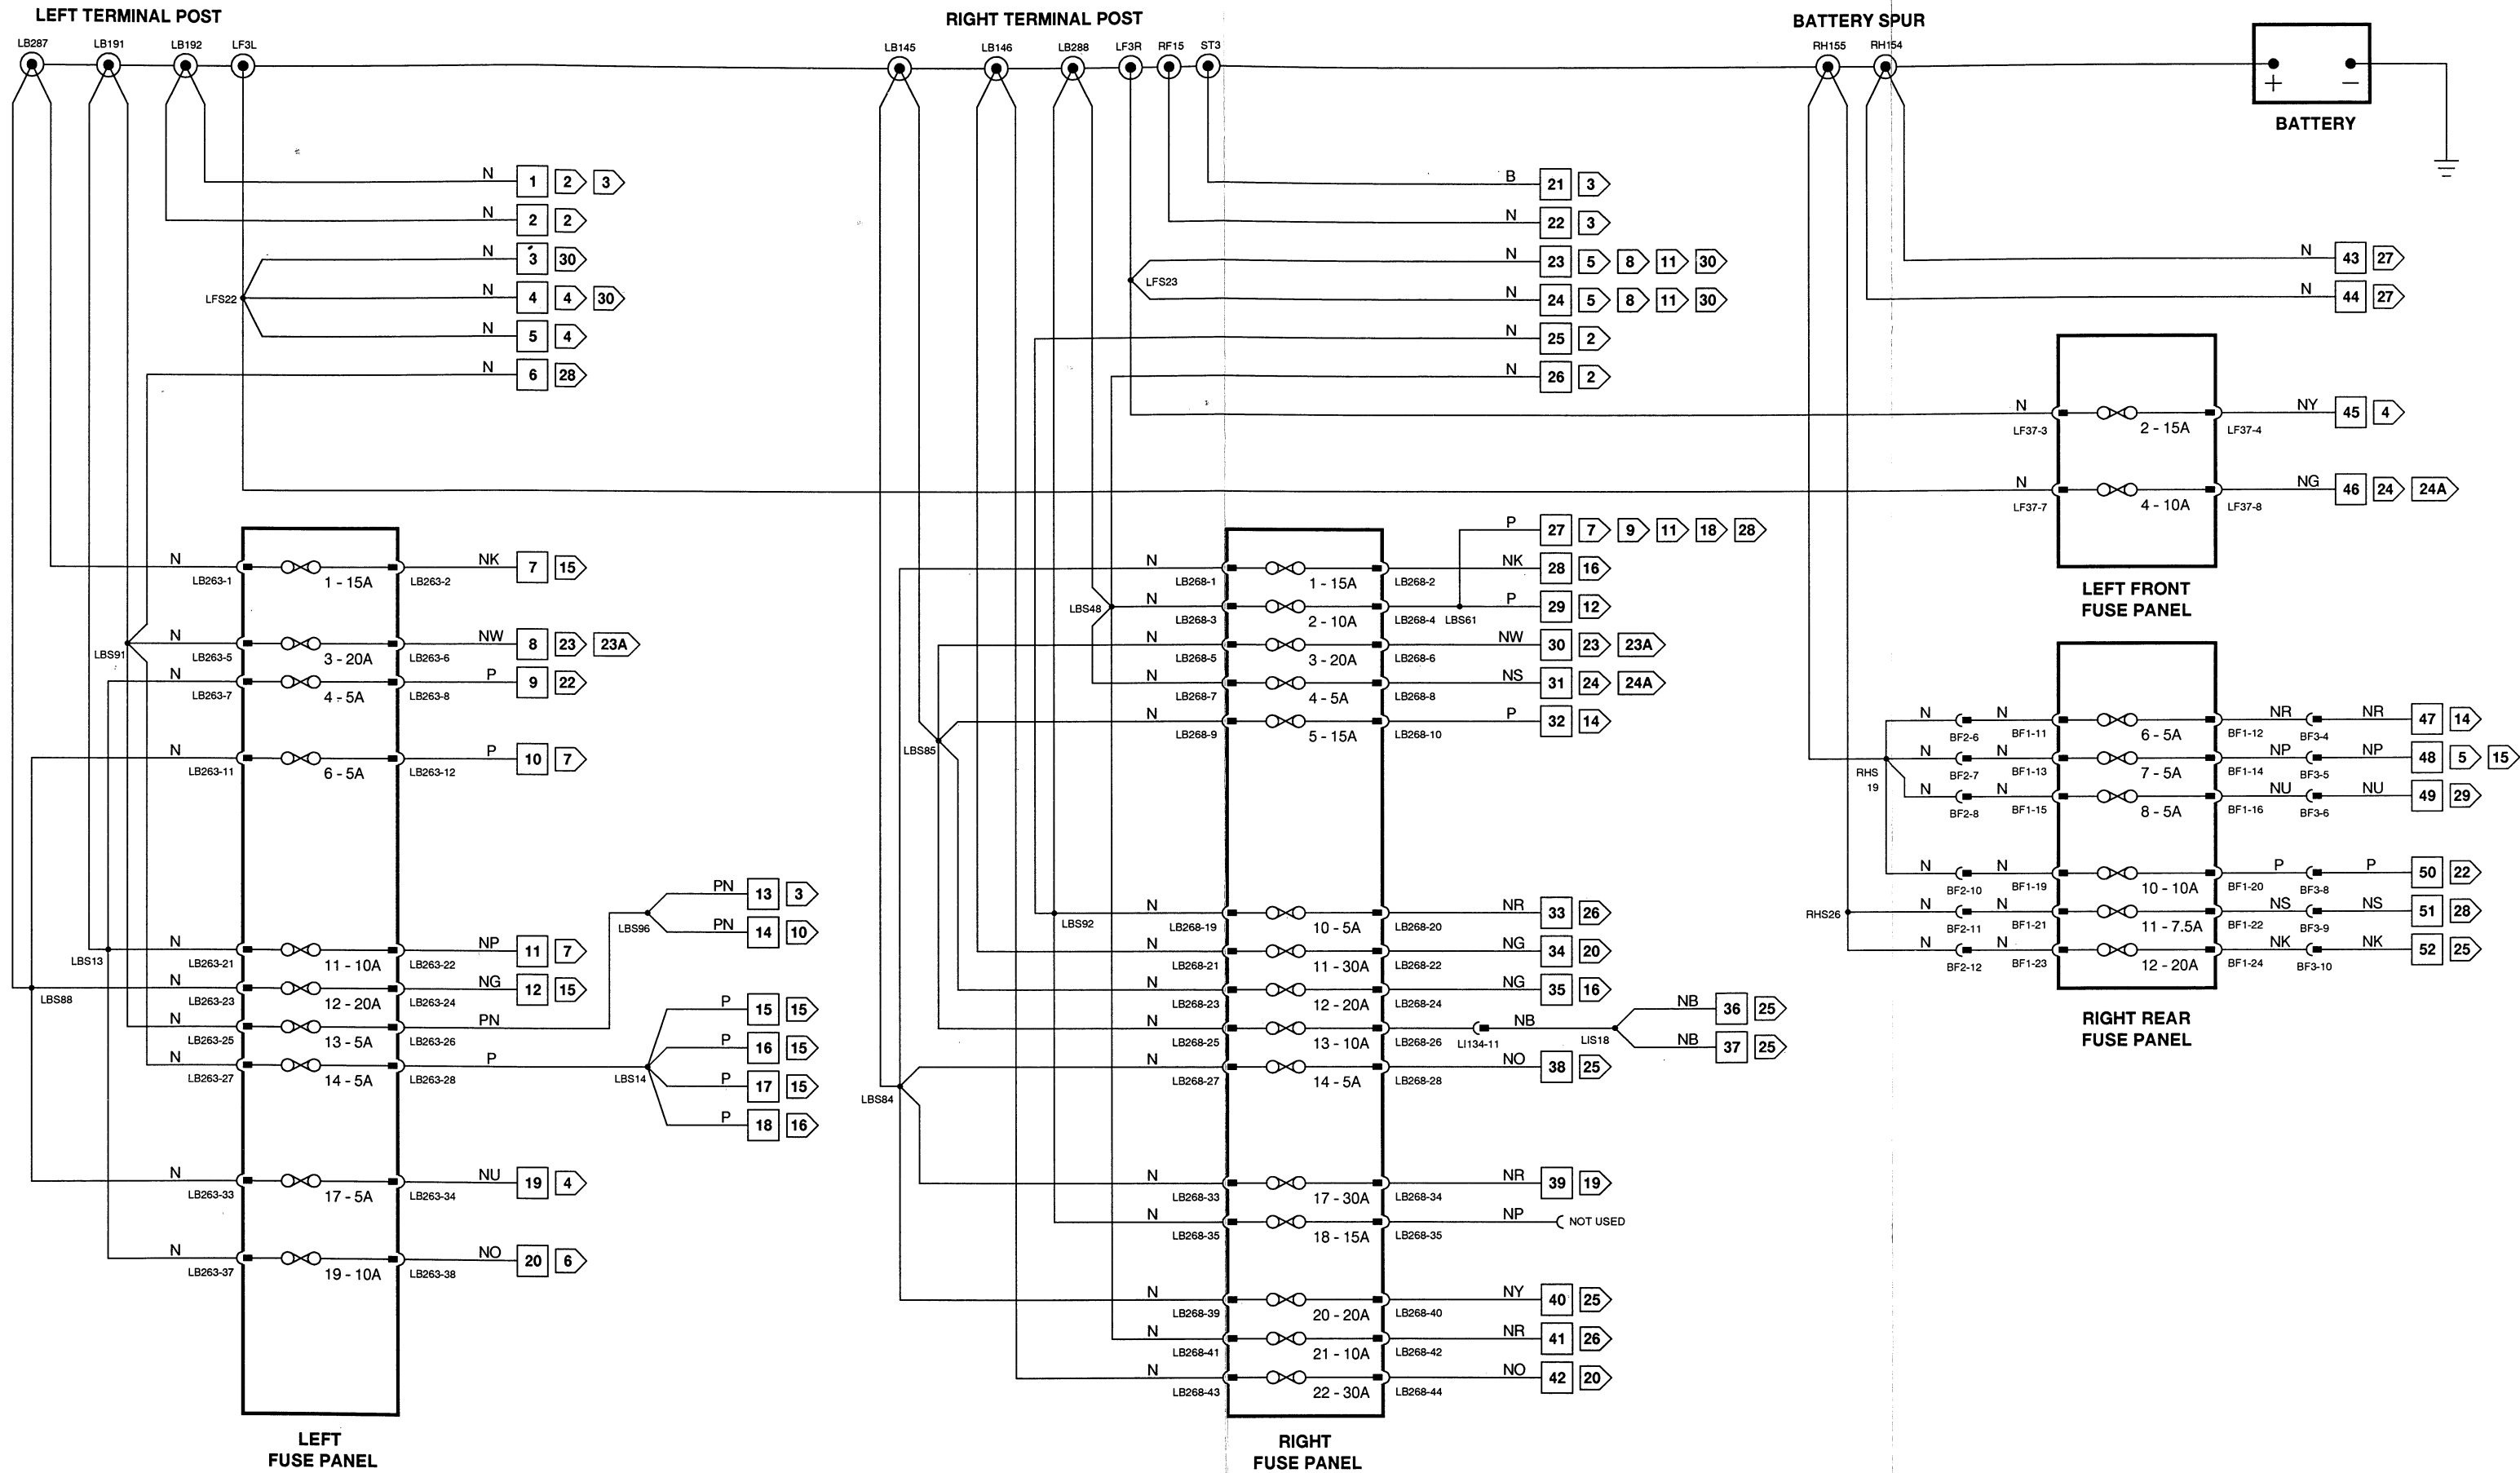 LEFT TERMINAL POST
LB287 LB191 LB192 LF3L
N 1 2 3
N 2 2
N 3 30
LFS22 N 4 4 30
N 5 4
N 6 28
N LB263-1 1 - 15A LB263-2 NK 7 15
LBS91 N LB263-5 3 - 20A LB263-6 NW 8 23 23A
N LB263-7 4 - 5A LB263-8 P 9 22
N LB263-11 6 - 5A LB263-12 P 10 7
LBS13 N LB263-21 11 - 10A LB263-22 NP 11 7
LBS88 N LB263-23 12 - 20A LB263-24 NG 12 15
N LB263-25 13 - 5A LB263-26 PN
LBS96
PN 13 3
PN 14 10
N LB263-27 14 - 5A LB263-28 P
LBS14
P 15 15
P 16 15
P 17 15
P 18 16
N LB263-33 17 - 5A LB263-34 NU 19 4
N LB263-37 19 - 10A LB263-38 NO 20 6
LEFT
FUSE PANEL
RIGHT TERMINAL POST
LB145 LB146 LB288 LF3R RF15 ST3
B 21 3
N 22 3
N 23 5 8 11 30
LFS23
N 24 5 8 11 30
N 25 2
N 26 2
P 27 7 9 11 18 28
N LB268-1 1 - 15A LB268-2 NK 28 16
LBS48 N LB268-3 2 - 10A LB268-4 LBS61 P 29 12
N LB268-5 3 - 20A LB268-6 NW 30 23 23A
N LB268-7 4 - 5A LB268-8 NS 31 24 24A
LBS85 N LB268-9 5 - 15A LB268-10 P 32 14
LBS92 N LB268-19 10 - 5A LB268-20 NR 33 26
N LB268-21 11 - 30A LB268-22 NG 34 20
N LB268-23 12 - 20A LB268-24 NG 35 16
N LB268-25 13 - 10A LB268-26 LI134-11 NB LIS18
NB 36 25
NB 37 25
LBS84 N LB268-27 14 - 5A LB268-28 NO 38 25
N LB268-33 17 - 30A LB268-34 NR 39 19
N LB268-35 18 - 15A LB268-35 NP NOT USED
N LB268-39 20 - 20A LB268-40 NY 40 25
N LB268-41 21 - 10A LB268-42 NR 41 26
N LB268-43 22 - 30A LB268-44 NO 42 20
RIGHT
FUSE PANEL
BATTERY SPUR
RH155 RH154
+ −
BATTERY
N 43 27
N 44 27
N LF37-3 2 - 15A LF37-4 NY 45 4
N LF37-7 4 - 10A LF37-8 NG 46 24 24A
LEFT FRONT
FUSE PANEL
N BF2-6 N BF1-11 6 - 5A BF1-12 NR BF3-4 NR 47 14
RHS
19
N BF2-7 N BF1-13 7 - 5A BF1-14 NP BF3-5 NP 48 5 15
N BF2-8 N BF1-15 8 - 5A BF1-16 NU BF3-6 NU 49 29
N BF2-10 N BF1-19 10 - 10A BF1-20 P BF3-8 P 50 22
RHS26 N BF2-11 N BF1-21 11 - 7.5A BF1-22 NS BF3-9 NS 51 28
N BF2-12 N BF1-23 12 - 20A BF1-24 NK BF3-10 NK 52 25
RIGHT REAR
FUSE PANEL